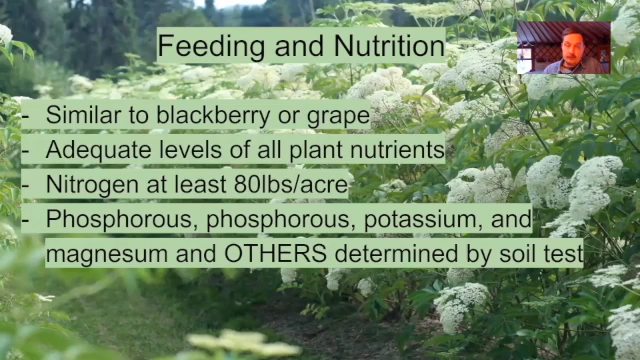 Feeding and Nutrition
- Similar to blackberry or grape
- Adequate levels of all plant nutrients
- Nitrogen at least 80lbs/acre
- Phosphorous, phosphorous, potassium, and
magnesum and OTHERS determined by soil test